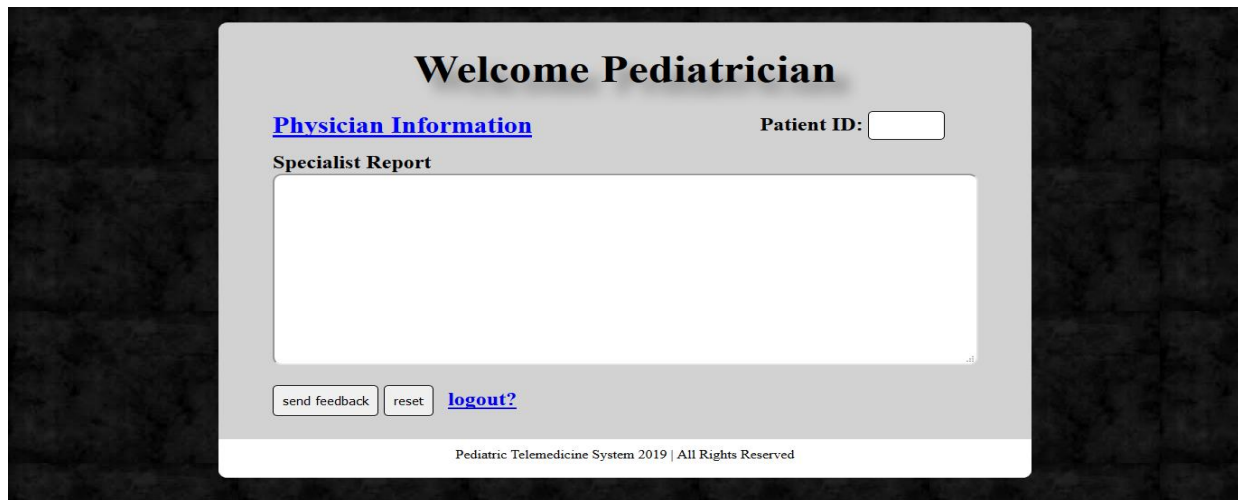 Welcome Pediatrician
Physician Information Patient ID:
Specialist Report
send feedback reset logout?
Pediatric Telemedicine System 2019 | All Rights Reserved